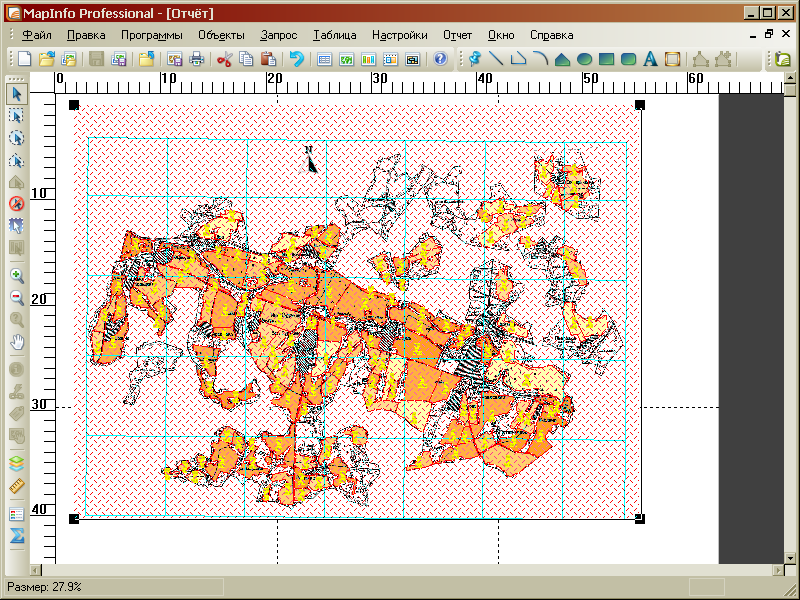 MapInfo Professional - [Отчёт]
Файл Правка Программы Объекты Запрос Таблица Настройки Отчет Окно Справка
0 10 20 30 40 50 60
10
20
30
40
N
Размер: 27.9%